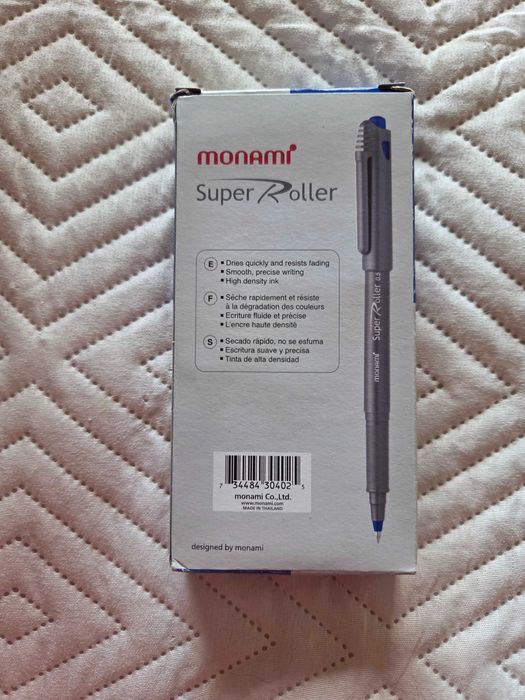 monami
Super Roller
E
▪ Dries quickly and resists fading
▪ Smooth, precise writing
▪ High density ink
F
▪ Sèche rapidement et résiste
à la dégradation des couleurs
▪ Ecriture fluide et précise
▪ L'encre haute densité
S
▪ Secado rápido, no se esfuma
▪ Escritura suave y precisa
▪ Tinta de alta densidad
monami Super Roller 0.5
7 34484 30402 5
monami Co.,Ltd.
www.monami.com
MADE IN THAILAND
designed by monami